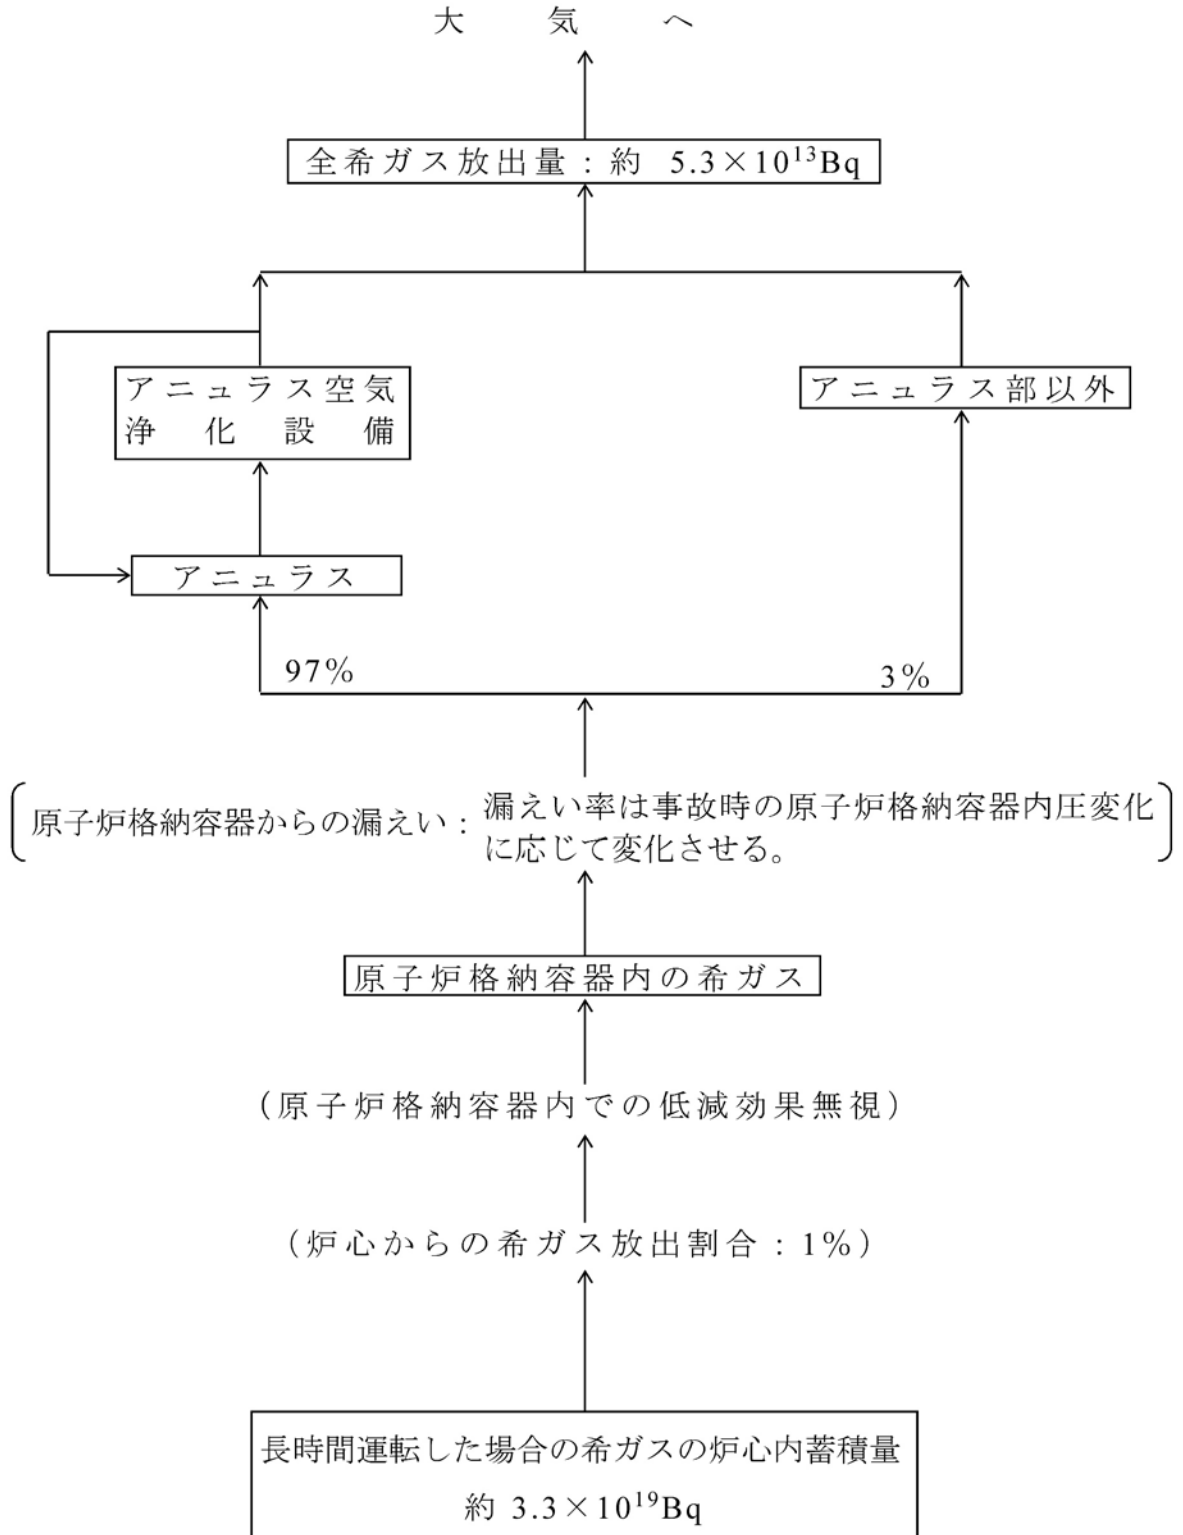 大気へ
全希ガス放出量:約 5.3×10¹³Bq
アニュラス空気
浄化設備
アニュラス部以外
アニュラス
97%
3%
原子炉格納容器からの漏えい:
漏えい率は事故時の原子炉格納容器内圧変化
に応じて変化させる。
原子炉格納容器内の希ガス
(原子炉格納容器内での低減効果無視)
(炉心からの希ガス放出割合:1%)
長時間運転した場合の希ガスの炉心内蓄積量
約 3.3×10¹⁹Bq